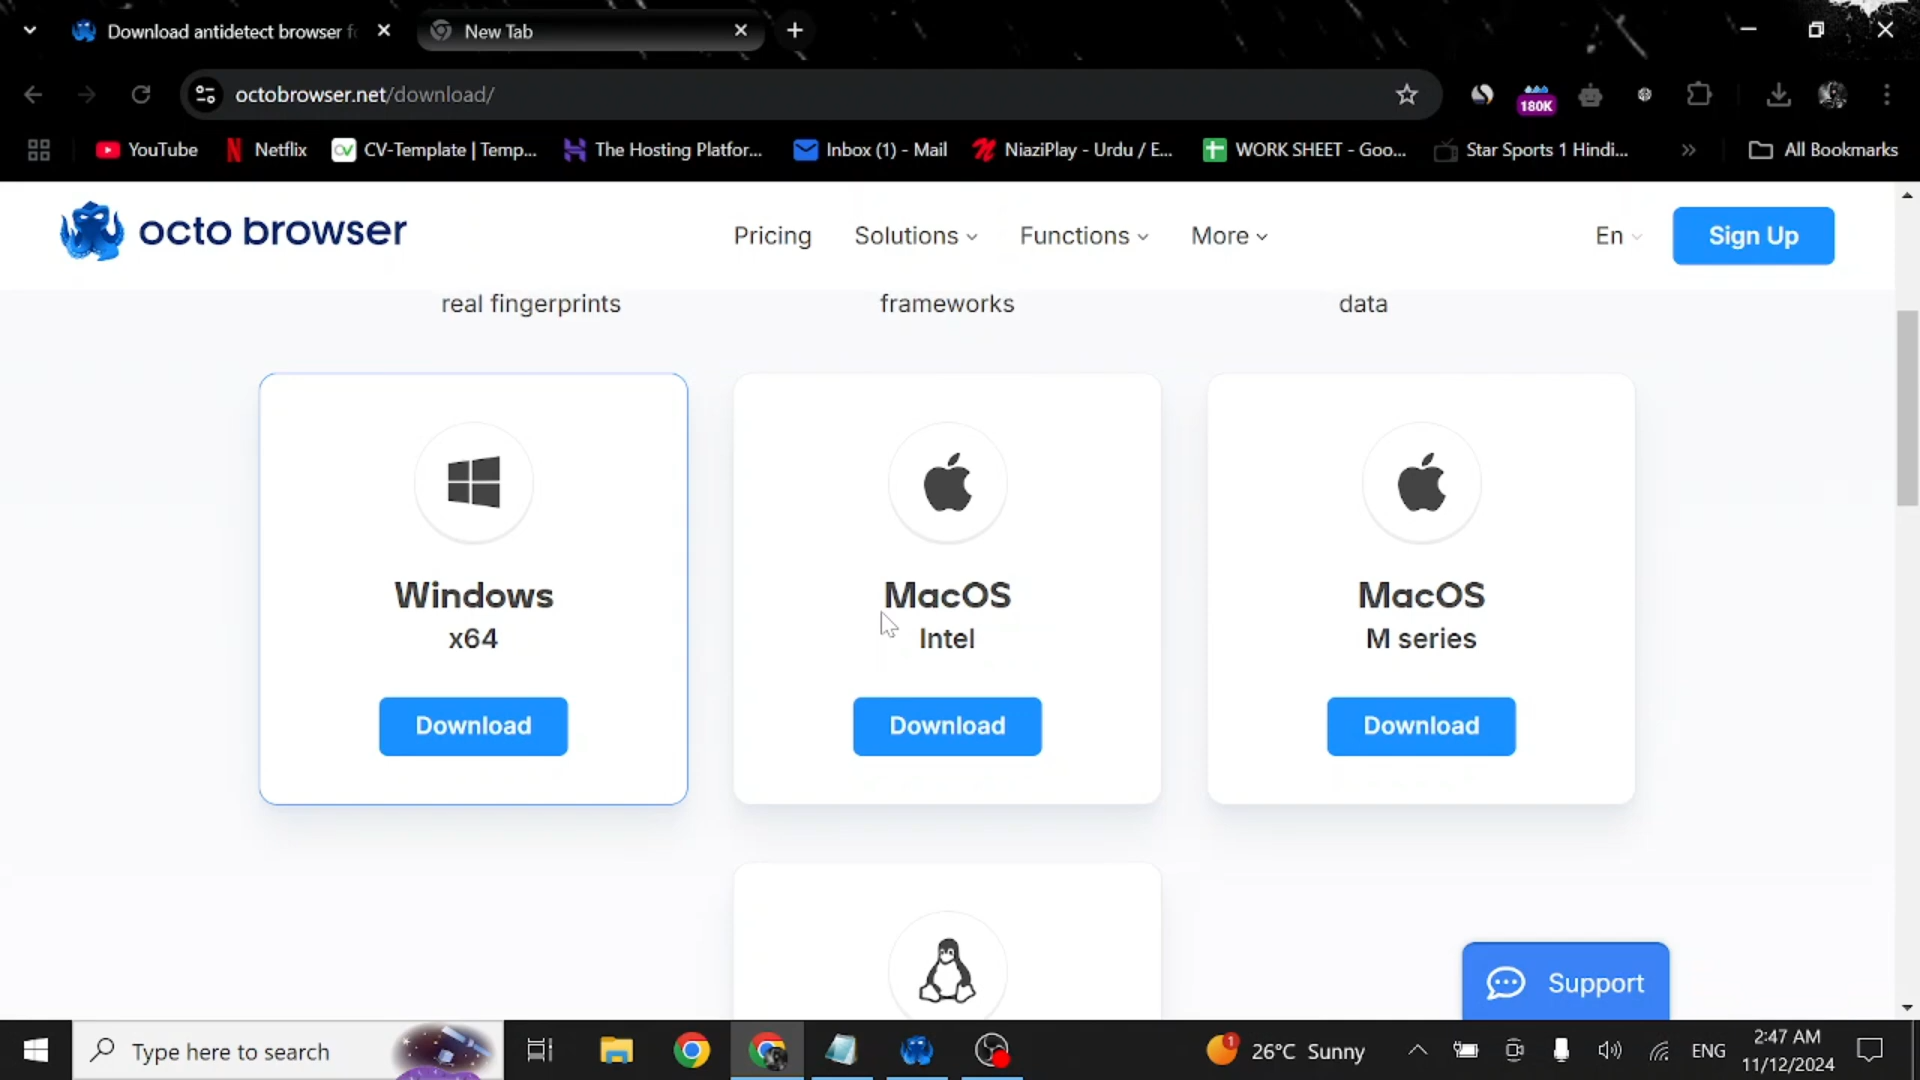 Download antidetect browser f
New Tab
octobrowser.net/download/
180K
YouTube
Netflix
CV-Template | Temp...
The Hosting Platfor...
Inbox (1) - Mail
NiaziPlay - Urdu / E...
WORK SHEET - Goo...
Star Sports 1 Hindi...
All Bookmarks
octo browser
Pricing
Solutions
Functions
More
En
Sign Up
real fingerprints
frameworks
data
Windows
x64
Download
MacOS
Intel
Download
MacOS
M series
Download
Support
Type here to search
1
26°C Sunny
ENG
2:47 AM
11/12/2024